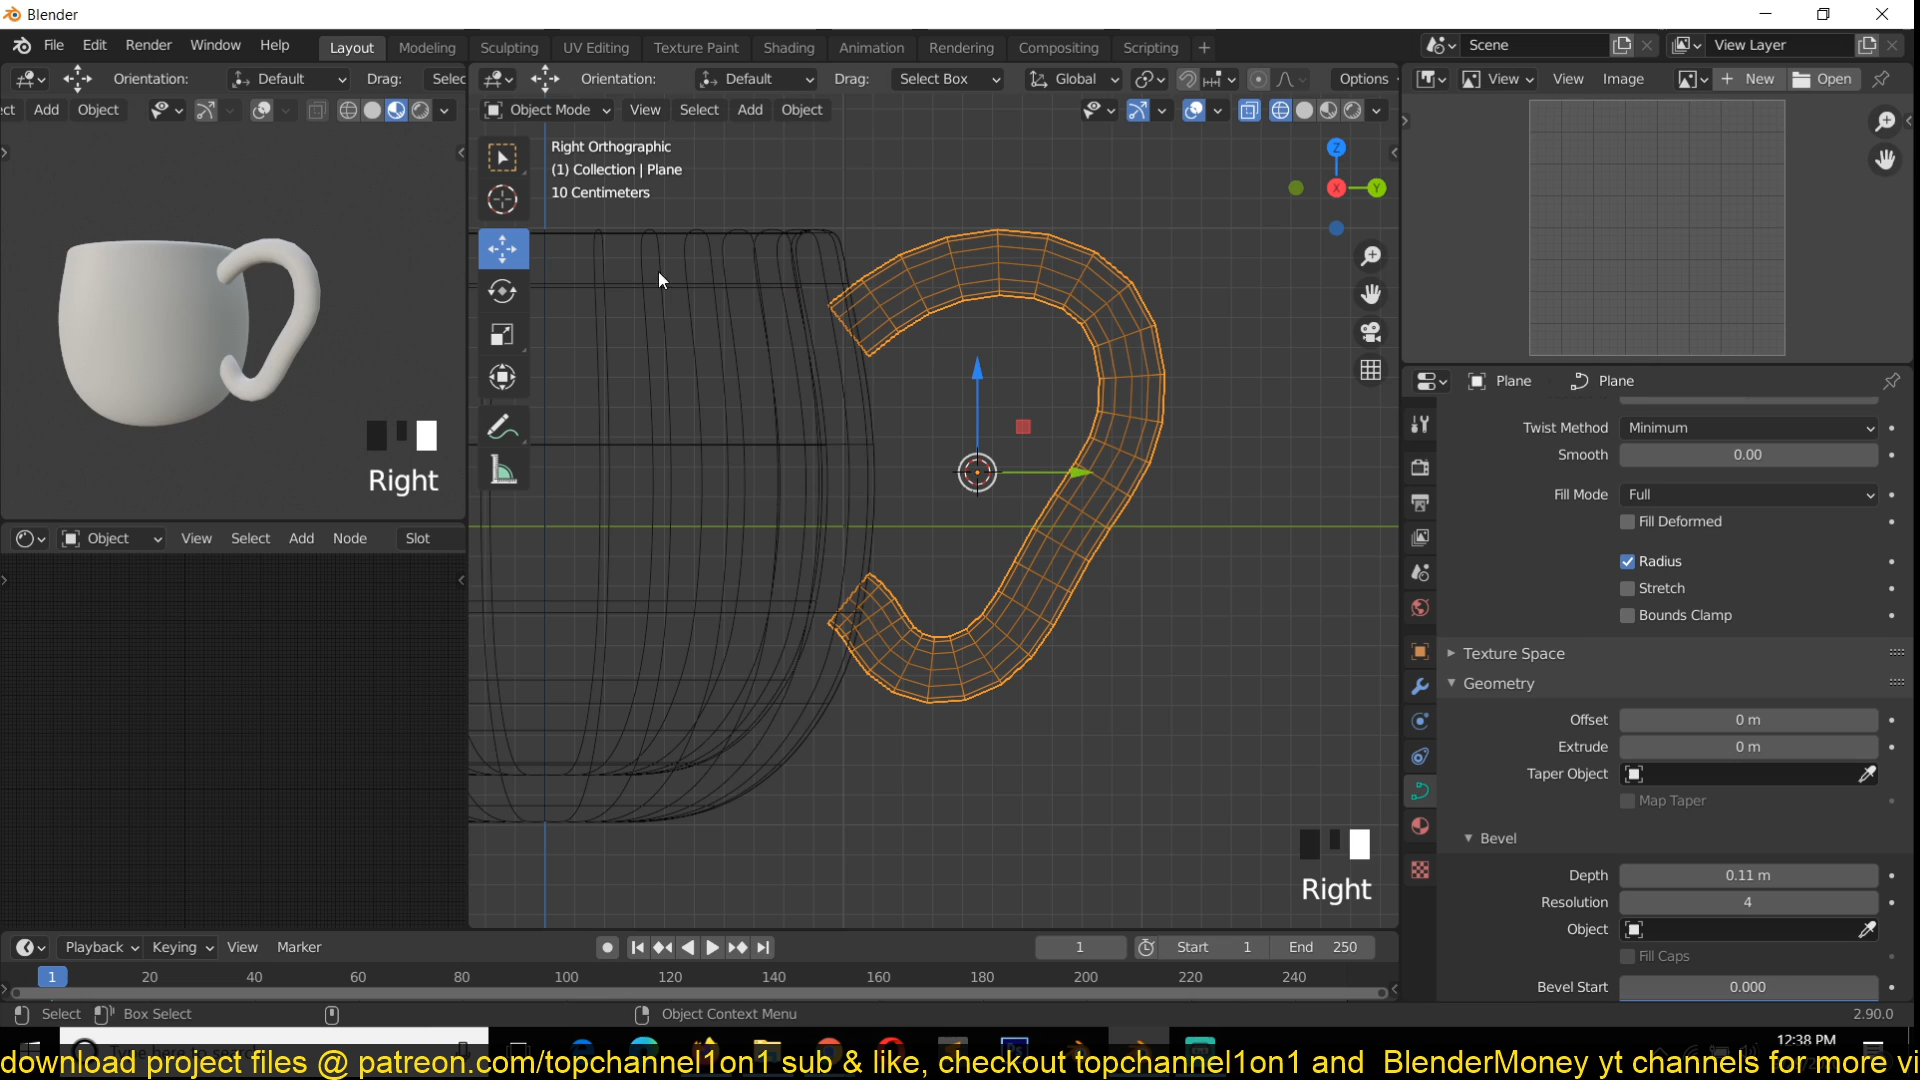 Blender
File Edit Render Window Help Layout Modeling Sculpting UV Editing Texture Paint Shading Animation Rendering Compositing Scripting + Scene View Layer
Orientation: Default Drag: Selec
Orientation: Default Drag: Select Box Global Options
View View Image New Open
ect Add Object
Object Mode View Select Add Object
Right Orthographic
(1) Collection | Plane
10 Centimeters
Z
X
Y
Right
Object View Select Add Node Slot
Right
Plane Plane
Twist Method Minimum
Smooth 0.00
Fill Mode Full
Fill Deformed
Radius
Stretch
Bounds Clamp
Texture Space
Geometry
Offset 0 m
Extrude 0 m
Taper Object
Map Taper
Bevel
Depth 0.11 m
Resolution 4
Object
Fill Caps
Bevel Start 0.000
Playback Keying View Marker 1 Start 1 End 250
1 20 40 60 80 100 120 140 160 180 200 220 240
Select Box Select Object Context Menu 2.90.0
12:38 PM
download project files @ patreon.com/topchannel1on1 sub & like, checkout topchannel1on1 and BlenderMoney yt channels for more vi